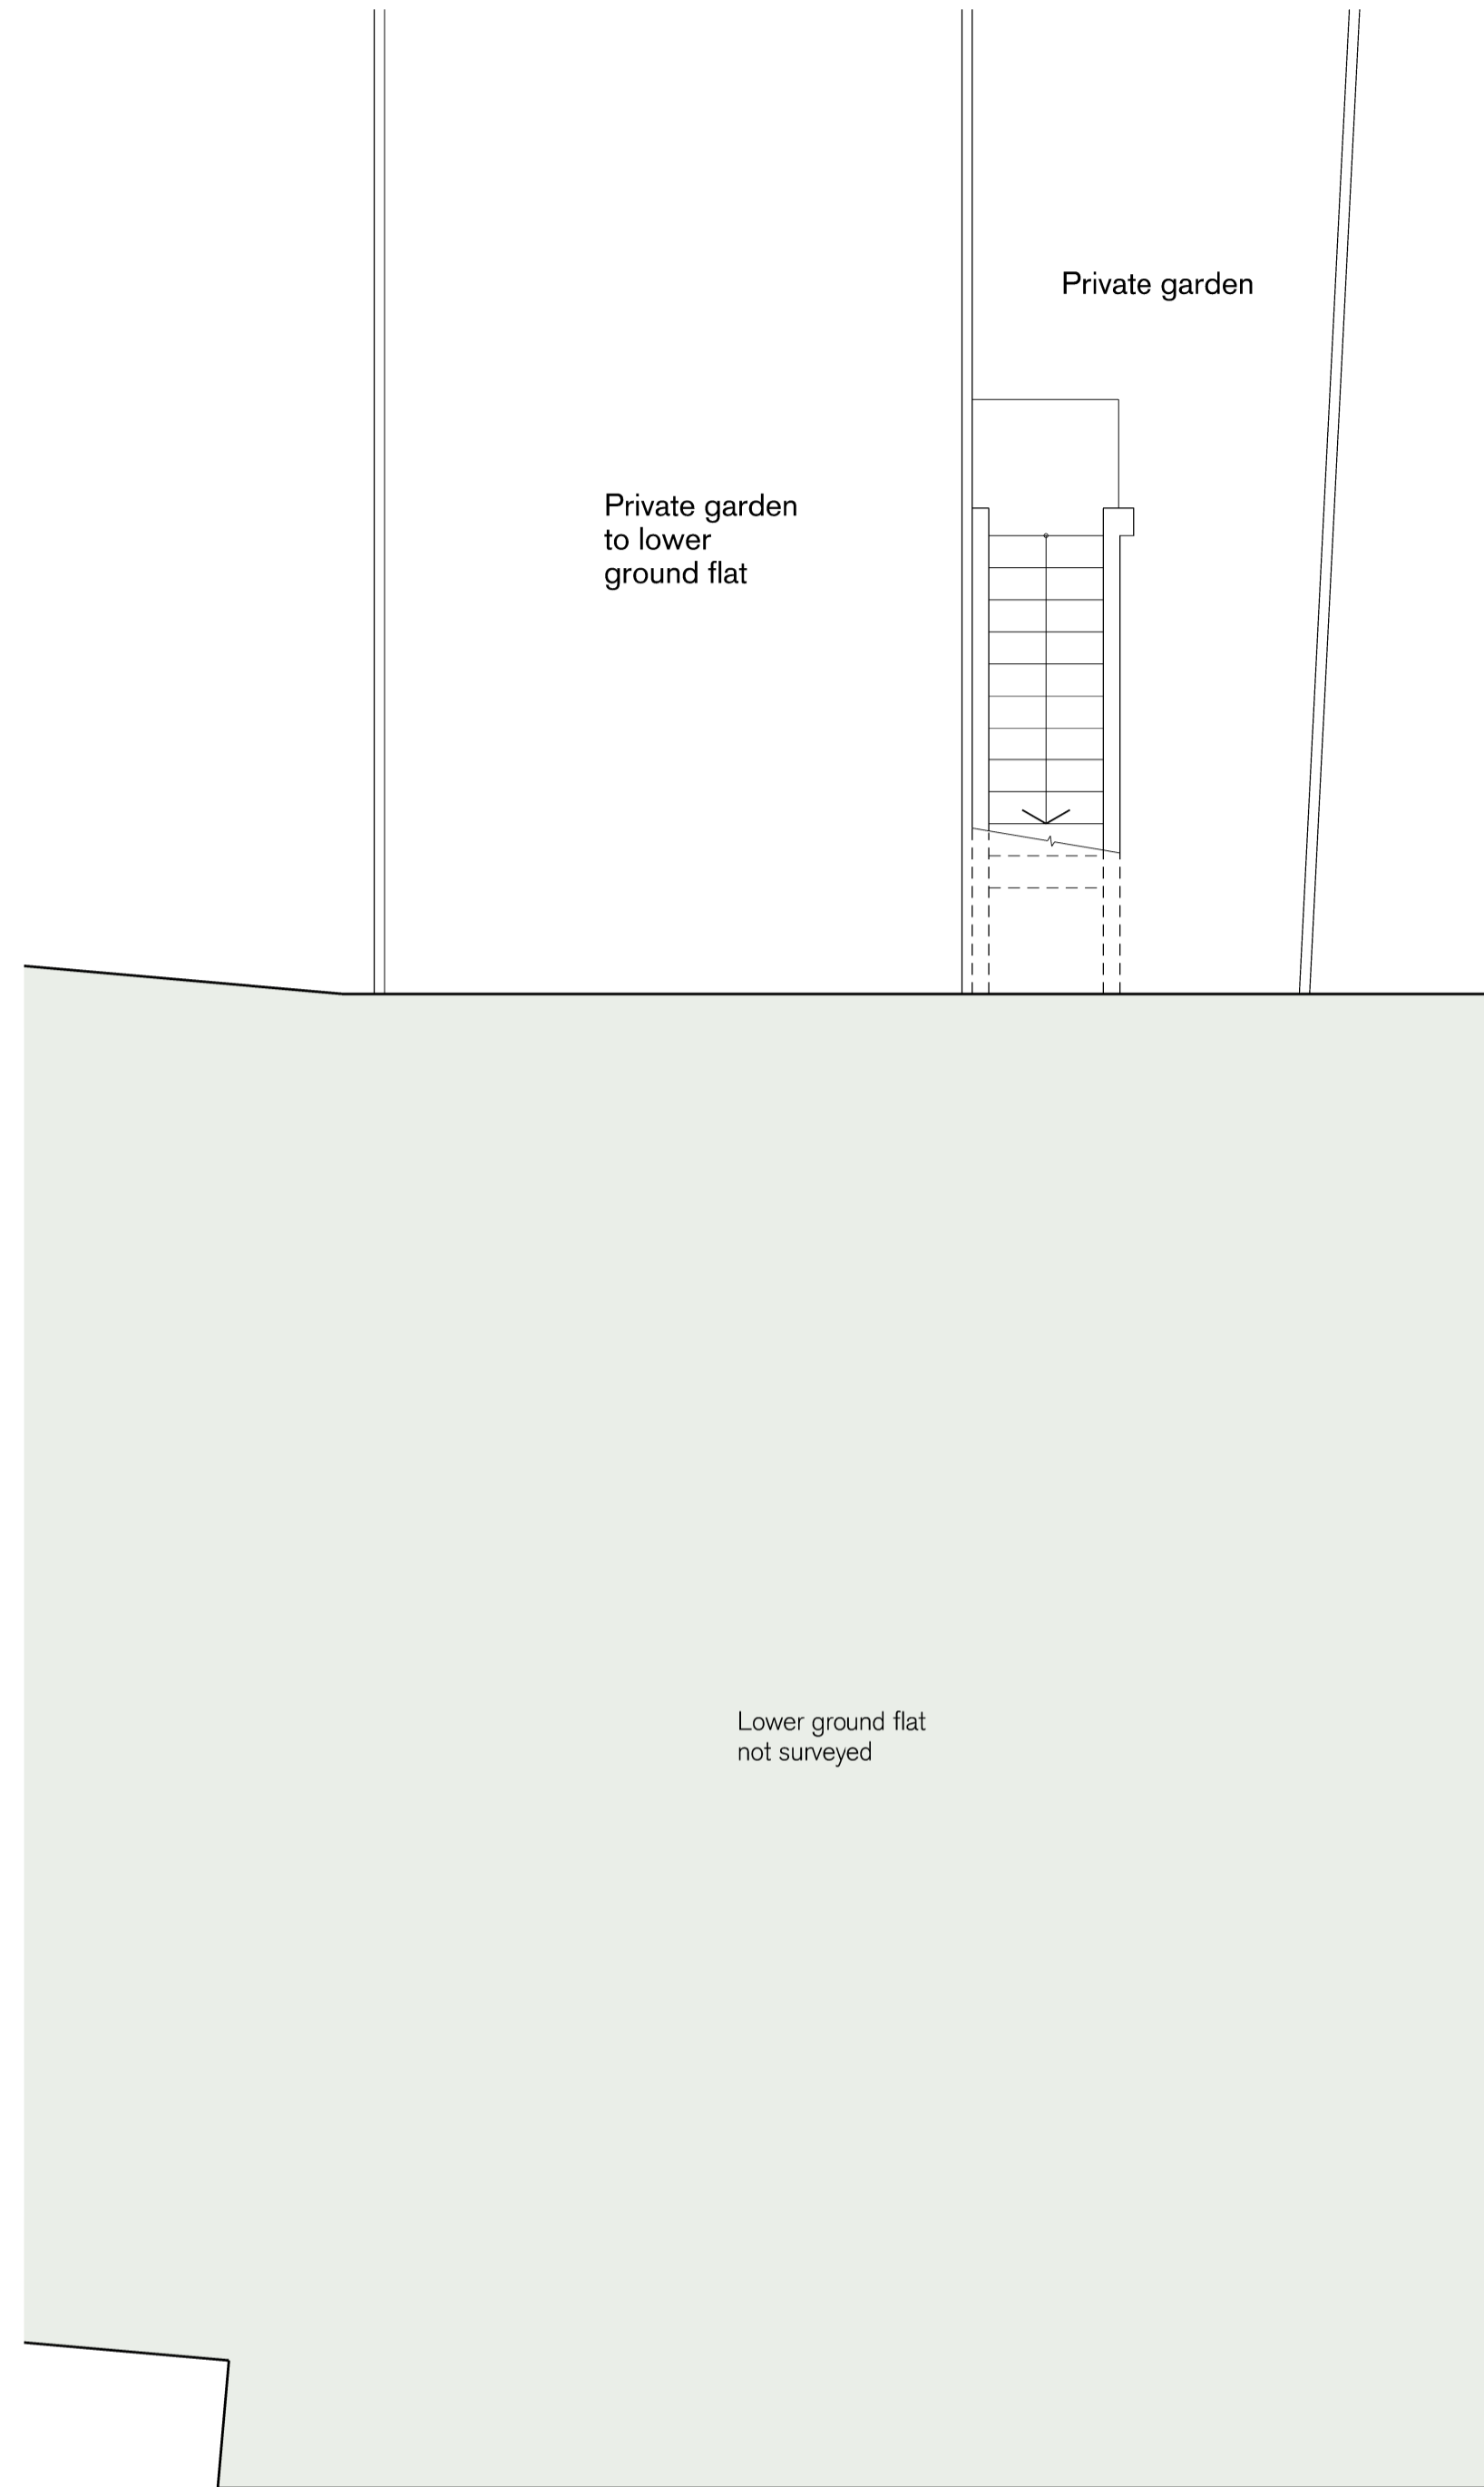 Private garden
Private garden
to lower
ground flat
Lower ground flat
not surveyed